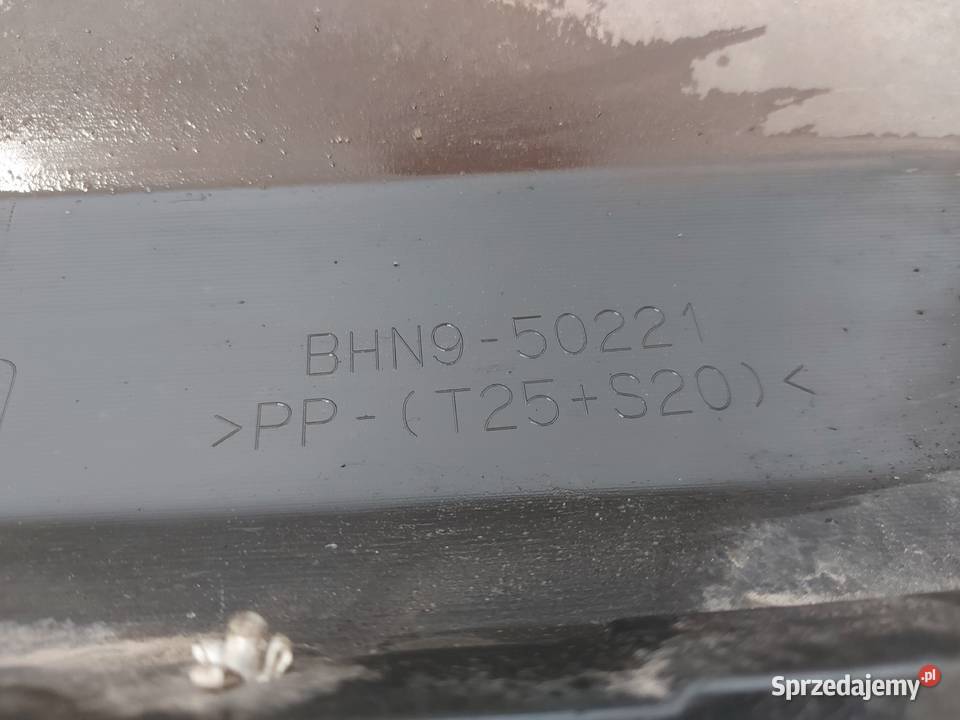 BHN9-50221
>PP-(T25+S20)<
Sprzedajemy.pl